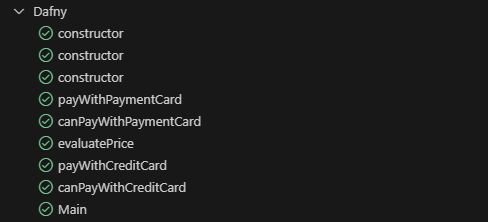 Dafny
constructor
constructor
constructor
payWithPaymentCard
canPayWithPaymentCard
evaluatePrice
payWithCreditCard
canPayWithCreditCard
Main